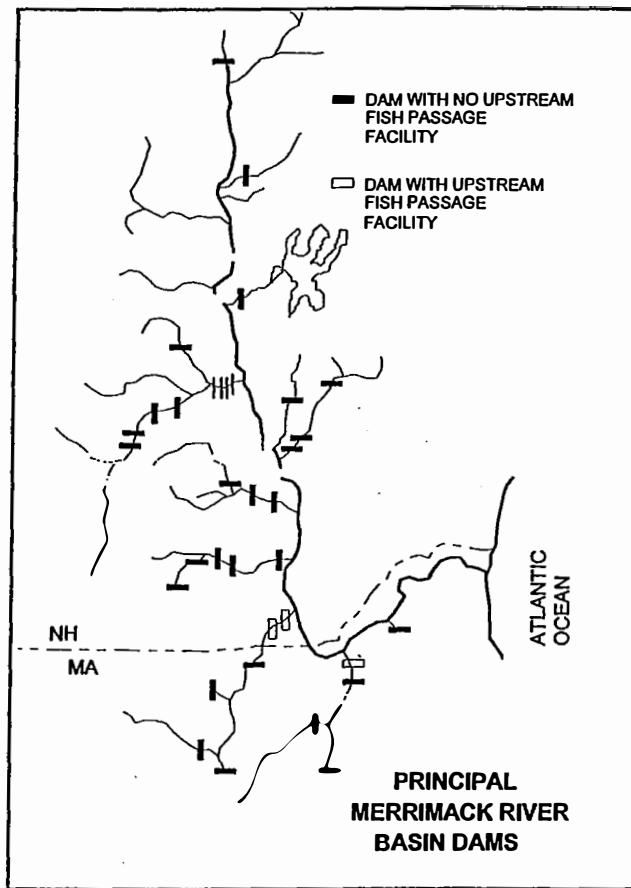 DAM WITH NO UPSTREAM
FISH PASSAGE
FACILITY
DAM WITH UPSTREAM
FISH PASSAGE
FACILITY
NH
MA
ATLANTIC
OCEAN
PRINCIPAL
MERRIMACK RIVER
BASIN DAMS